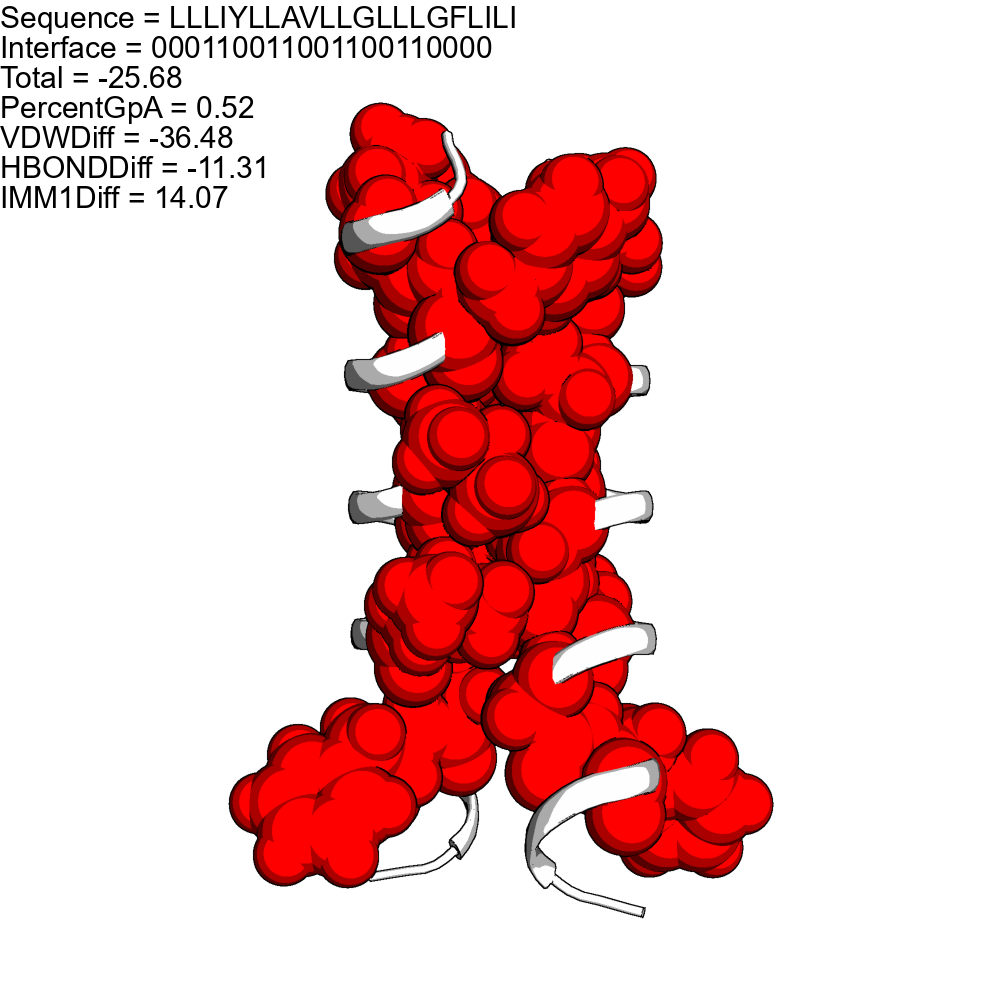 Sequence = LLLIYLLAVLLGLLLGFLILI
Interface = 000110011001100110000
Total = -25.68
PercentGpA = 0.52
VDWDiff = -36.48
HBONDDiff = -11.31
IMM1Diff = 14.07